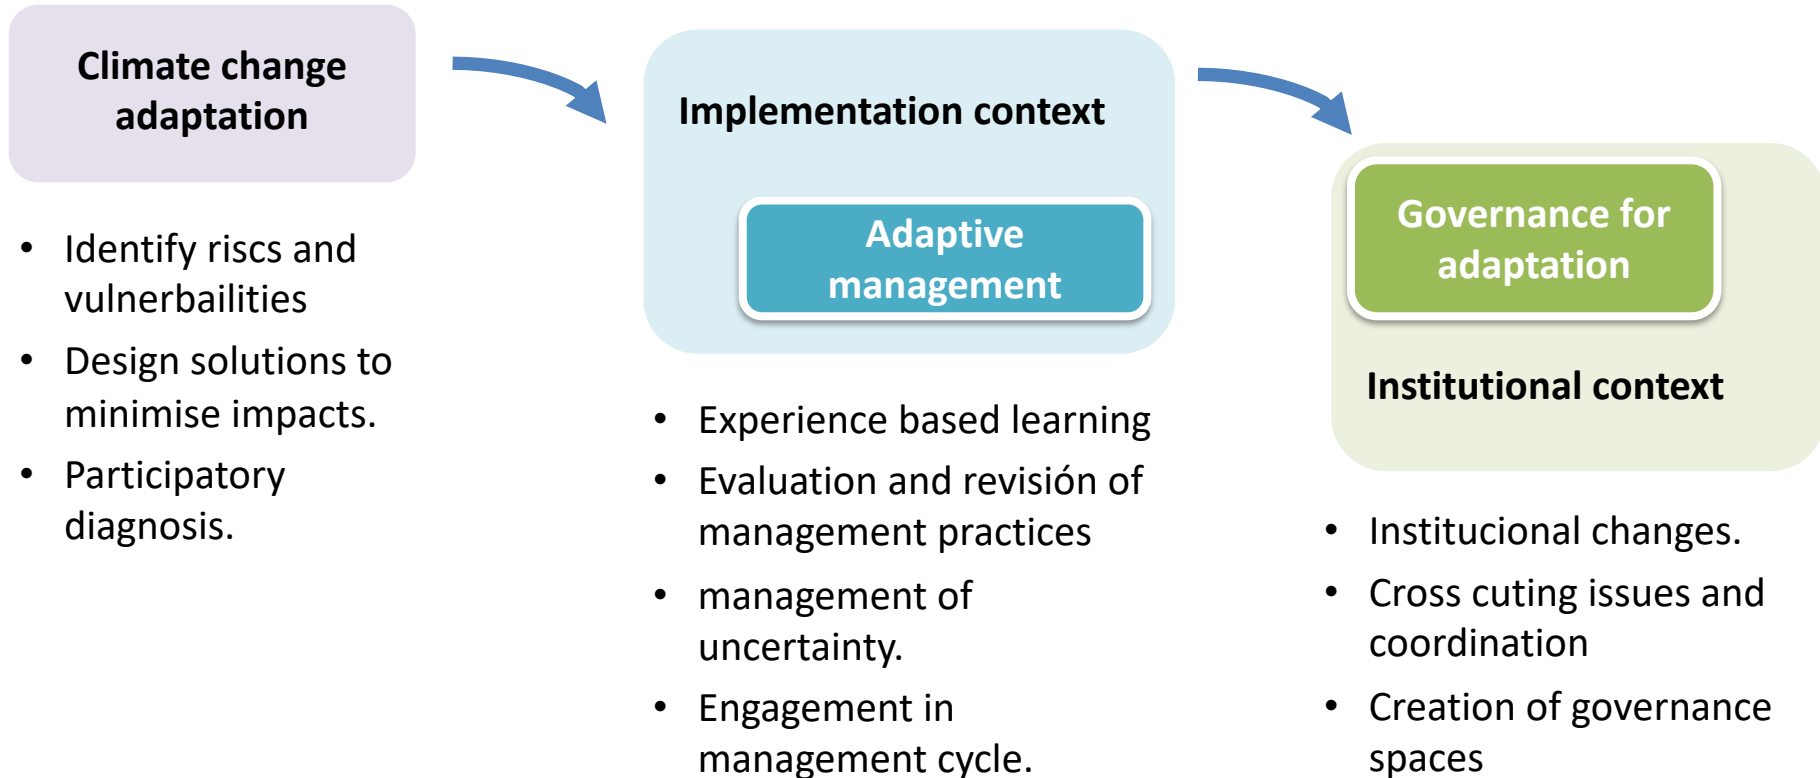 Climate change
adaptation
• Identify riscs and
vulnerbailities
• Design solutions to
minimise impacts.
• Participatory
diagnosis.
Implementation context
Adaptive
management
• Experience based learning
• Evaluation and revisión of
management practices
• management of
uncertainty.
• Engagement in
management cycle.
Governance for
adaptation
Institutional context
• Institucional changes.
• Cross cuting issues and
coordination
• Creation of governance
spaces